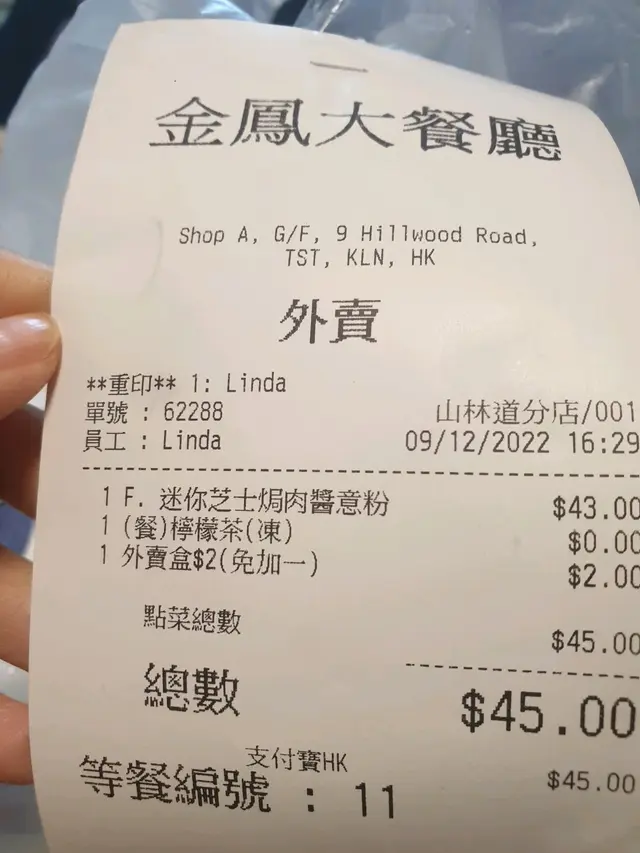 金鳳大餐廳
Shop A, G/F, 9 Hillwood Road,
TST, KLN, HK
外賣
**重印** 1: Linda
單號 : 62288 山林道分店/001
員工 : Linda 09/12/2022 16:29
1 F. 迷你芝士焗肉醬意粉 $43.00
1 (餐)檸檬茶(凍) $0.00
1 外賣盒$2(免加一) $2.00
點菜總數 $45.00
總數 $45.00
支付寶HK $45.00
等餐編號 : 11